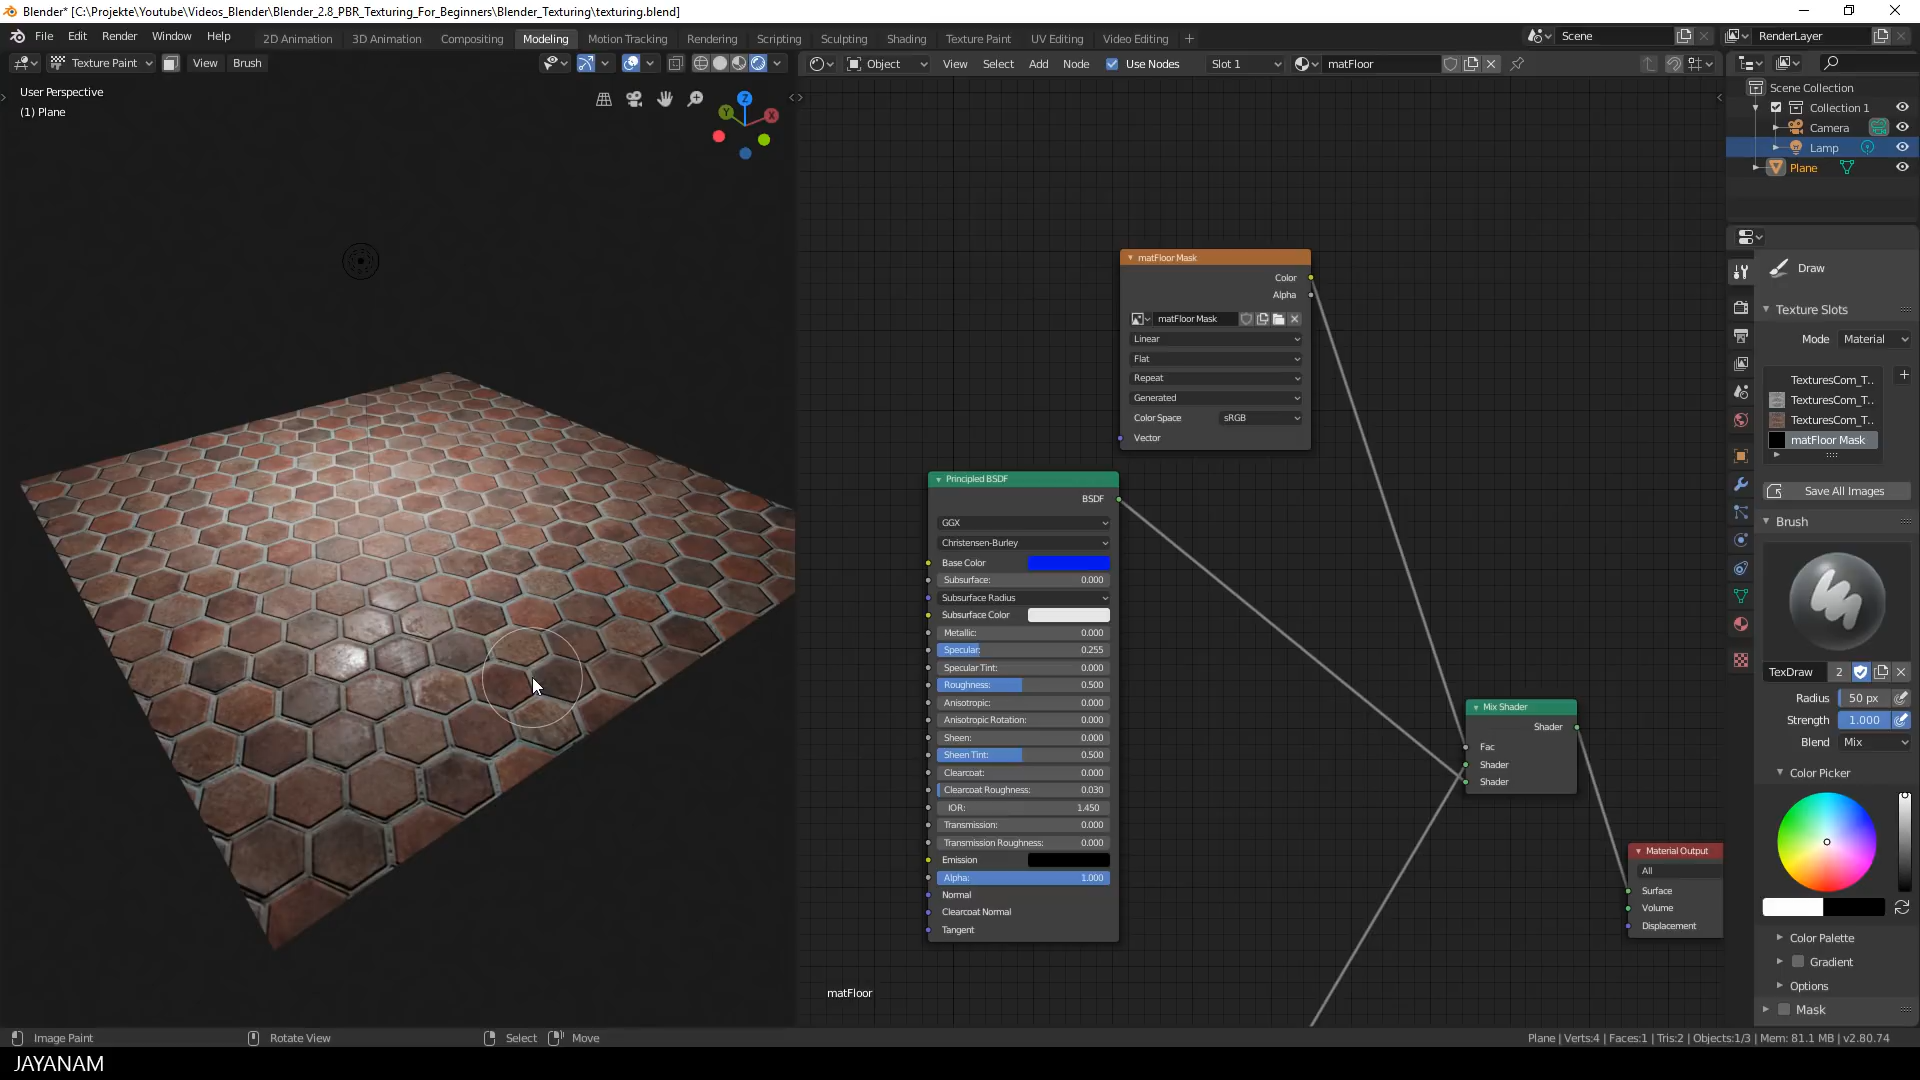 Blender* [C:\Projekte\Youtube\Videos_Blender\Blender_2.8_PBR_Texturing_For_Beginners\Blender_Texturing\texturing.blend]
File Edit Render Window Help 2D Animation 3D Animation Compositing Modeling Motion Tracking Rendering Scripting Sculpting Shading Texture Paint UV Editing Video Editing + Scene RenderLayer
Texture Paint View Brush Object View Select Add Node Use Nodes Slot 1 matFloor
User Perspective
(1) Plane
Z
Y
X
Scene Collection
Collection 1
Camera
Lamp
Plane
matFloor Mask
Color
Alpha
matFloor Mask
Linear
Flat
Repeat
Generated
Color Space sRGB
Vector
Principled BSDF
BSDF
GGX
Christensen-Burley
Base Color
Subsurface: 0.000
Subsurface Radius
Subsurface Color
Metallic: 0.000
Specular: 0.255
Specular Tint: 0.000
Roughness: 0.500
Anisotropic: 0.000
Anisotropic Rotation: 0.000
Sheen: 0.000
Sheen Tint: 0.500
Clearcoat: 0.000
Clearcoat Roughness: 0.030
IOR: 1.450
Transmission: 0.000
Transmission Roughness: 0.000
Emission
Alpha: 1.000
Normal
Clearcoat Normal
Tangent
Mix Shader
Shader
Fac
Shader
Shader
Material Output
All
Surface
Volume
Displacement
matFloor
Draw
Texture Slots
Mode Material
TexturesCom_T..
TexturesCom_T..
TexturesCom_T..
matFloor Mask
Save All Images
Brush
TexDraw 2
Radius 50 px
Strength 1.000
Blend Mix
Color Picker
Color Palette
Gradient
Options
Mask
Image Paint Rotate View Select Move Plane | Verts:4 | Faces:1 | Tris:2 | Objects:1/3 | Mem: 81.1 MB | v2.80.74
JAYANAM